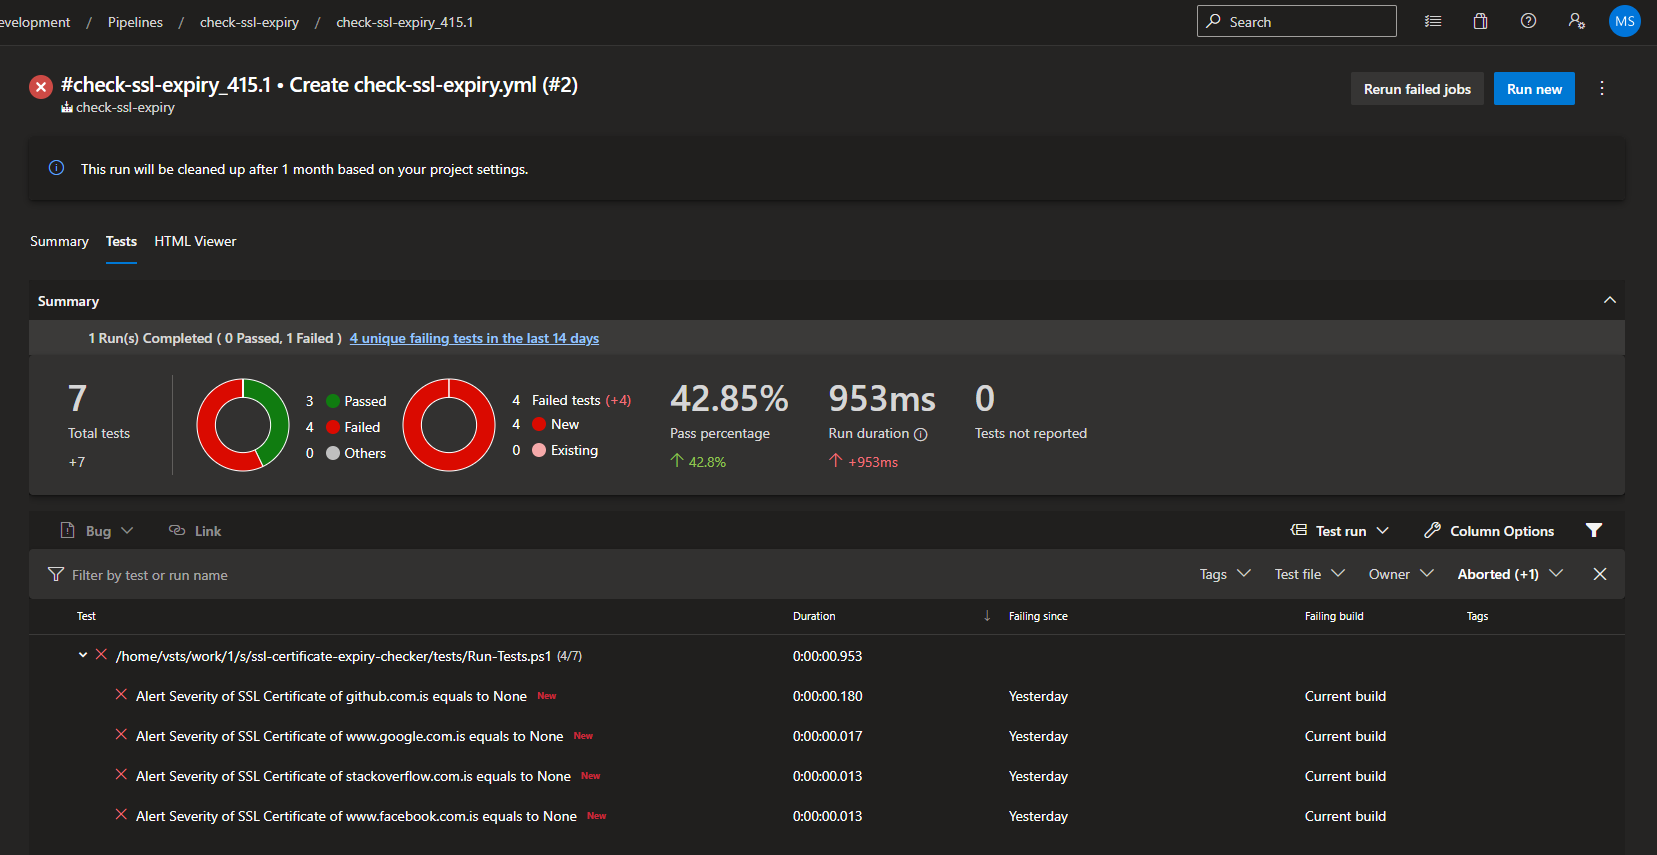 evelopment / Pipelines / check-ssl-expiry / check-ssl-expiry_415.1
Search
MS
#check-ssl-expiry_415.1 • Create check-ssl-expiry.yml (#2)
check-ssl-expiry
Rerun failed jobs
Run new
This run will be cleaned up after 1 month based on your project settings.
Summary Tests HTML Viewer
Summary
1 Run(s) Completed ( 0 Passed, 1 Failed ) 4 unique failing tests in the last 14 days
7
Total tests
+7
3 Passed
4 Failed
0 Others
4 Failed tests (+4)
4 New
0 Existing
42.85%
Pass percentage
42.8%
953ms
Run duration
+953ms
0
Tests not reported
Bug Link Test run Column Options
Filter by test or run name Tags Test file Owner Aborted (+1)
Test Duration Failing since Failing build Tags
/home/vsts/work/1/s/ssl-certificate-expiry-checker/tests/Run-Tests.ps1 (4/7) 0:00:00.953
Alert Severity of SSL Certificate of github.com.is equals to None New 0:00:00.180 Yesterday Current build
Alert Severity of SSL Certificate of www.google.com.is equals to None New 0:00:00.017 Yesterday Current build
Alert Severity of SSL Certificate of stackoverflow.com.is equals to None New 0:00:00.013 Yesterday Current build
Alert Severity of SSL Certificate of www.facebook.com.is equals to None New 0:00:00.013 Yesterday Current build